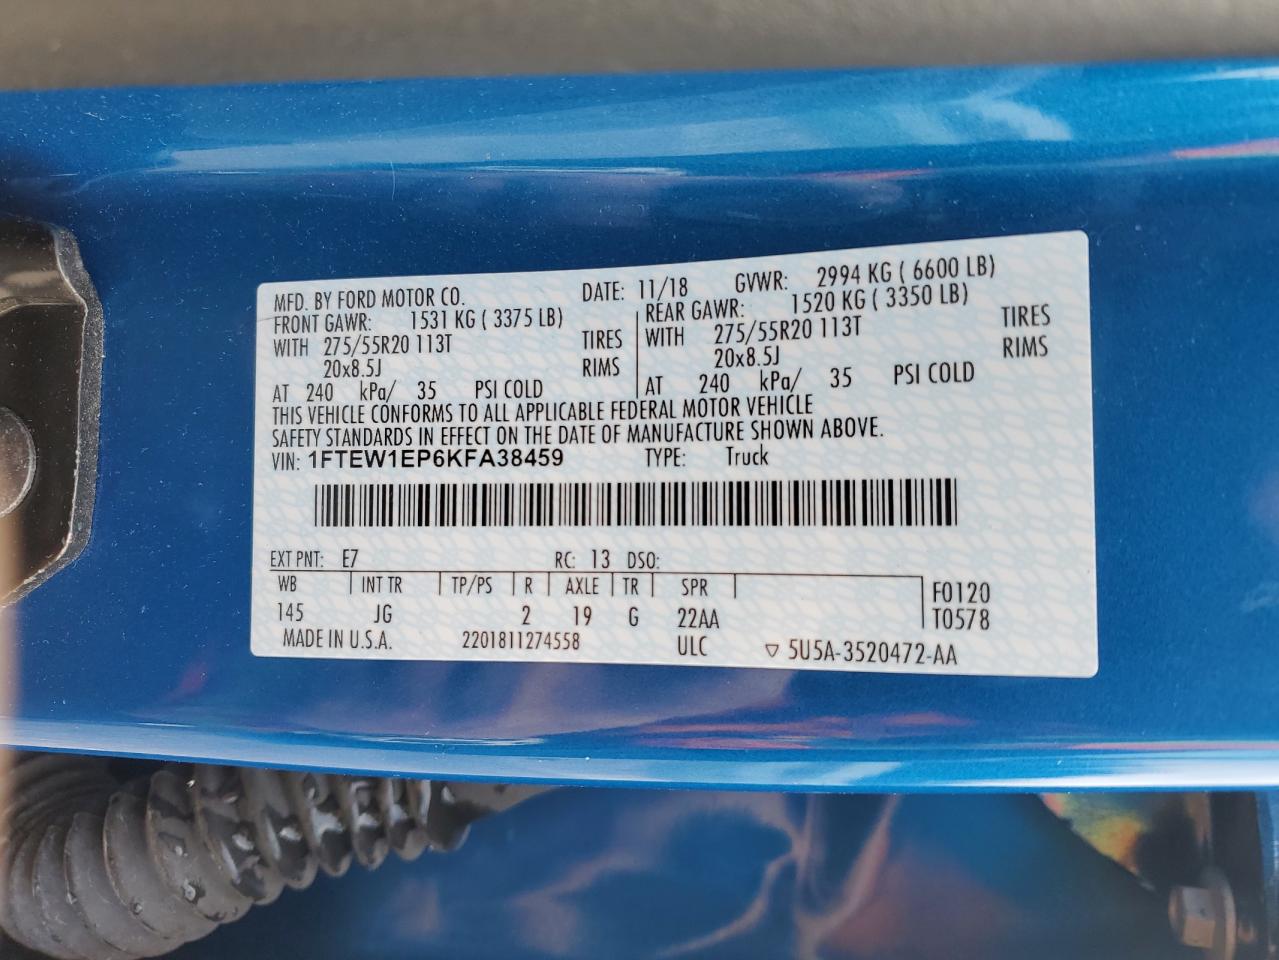 MFD. BY FORD MOTOR CO. DATE: 11/18 GVWR: 2994 KG ( 6600 LB)
FRONT GAWR: 1531 KG ( 3375 LB) REAR GAWR: 1520 KG ( 3350 LB)
WITH 275/55R20 113T TIRES WITH 275/55R20 113T TIRES
20x8.5J RIMS 20x8.5J RIMS
AT 240 kPa/ 35 PSI COLD AT 240 kPa/ 35 PSI COLD
THIS VEHICLE CONFORMS TO ALL APPLICABLE FEDERAL MOTOR VEHICLE
SAFETY STANDARDS IN EFFECT ON THE DATE OF MANUFACTURE SHOWN ABOVE.
VIN: 1FTEW1EP6KFA38459 TYPE: Truck
EXT PNT: E7 RC: 13 DSO:
WB INT TR TP/PS R AXLE TR SPR F0120
145 JG 2 19 G 22AA T0578
MADE IN U.S.A. 2201811274558 ULC ▽ 5U5A-3520472-AA